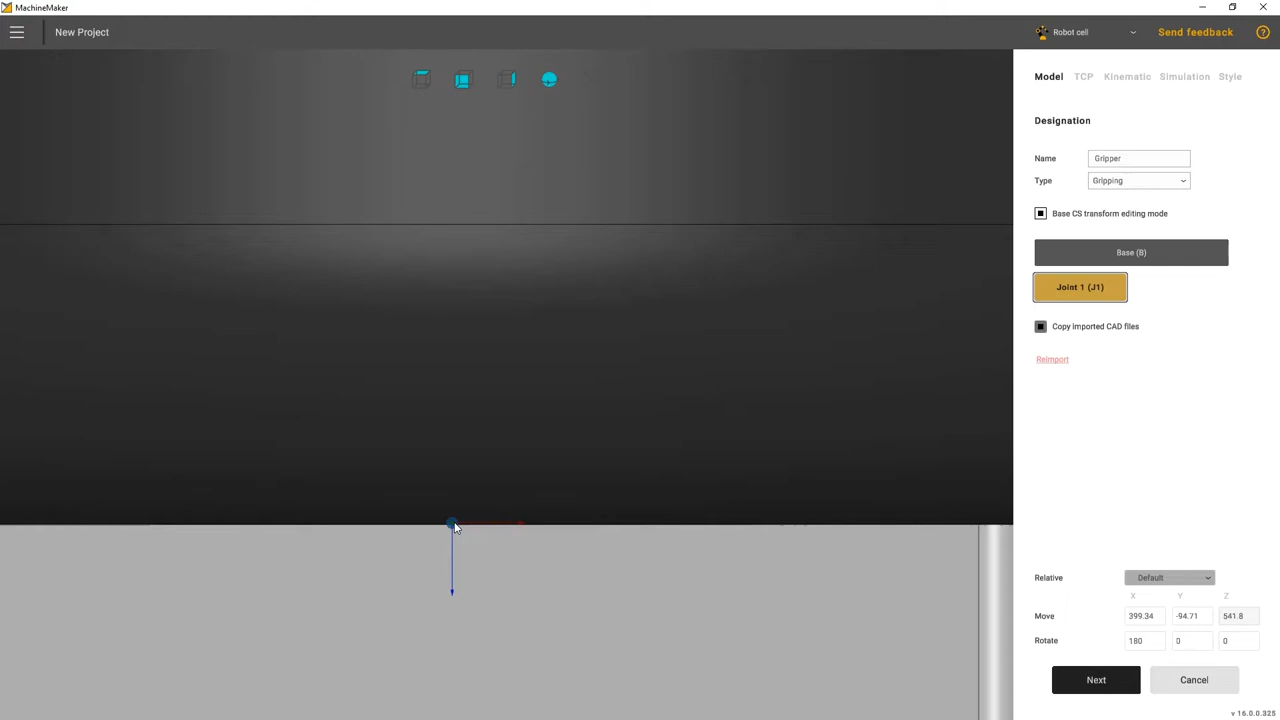 MachineMaker
New Project
Robot cell
Send feedback
?
Model TCP Kinematic Simulation Style
Designation
Name Gripper
Type Gripping
Base CS transform editing mode
Base (B)
Joint 1 (J1)
Copy imported CAD files
Reimport
Relative Default
X Y Z
Move 399.34 -94.71 541.8
Rotate 180 0 0
Next Cancel
v 16.0.0.325